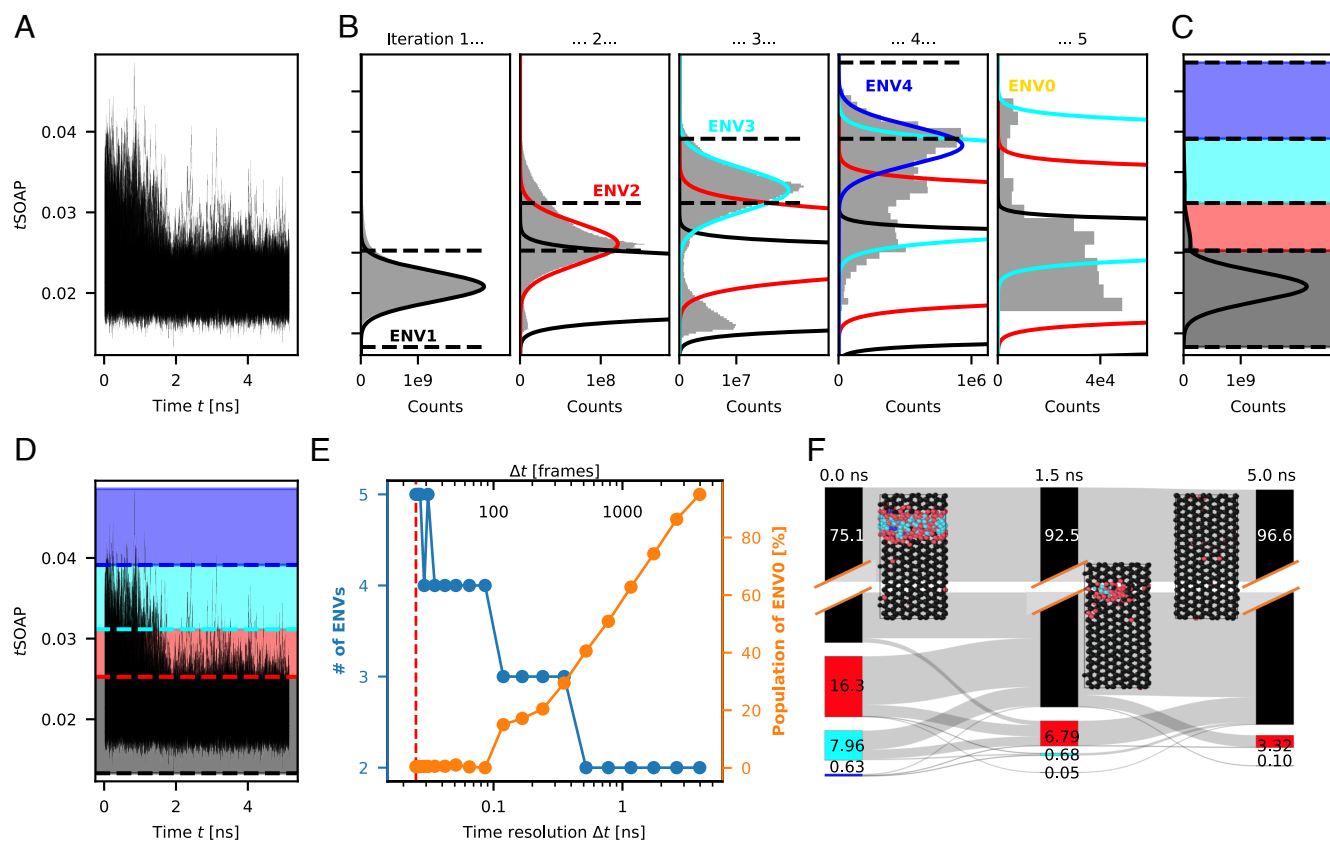 A
0.04
0.03
0.02
tSOAP
0 2 4
Time t [ns]
B
Iteration 1... ... 2... ... 3... ... 4... ... 5
ENV1
ENV2
ENV3
ENV4
ENV0
0 1e9
0 1e8
0 1e7
0 1e6
0 4e4
Counts Counts Counts Counts Counts
C
0 1e9
Counts
D
0.04
0.03
0.02
tSOAP
0 2 4
Time t [ns]
E
Δt [frames]
100 1000
5
4
3
2
# of ENVs
80
60
40
20
0
Population of ENV0 [%]
0.1 1
Time resolution Δt [ns]
F
0.0 ns 1.5 ns 5.0 ns
75.1 92.5 96.6
16.3
7.96
0.63
6.79
0.68
0.05
3.32
0.10